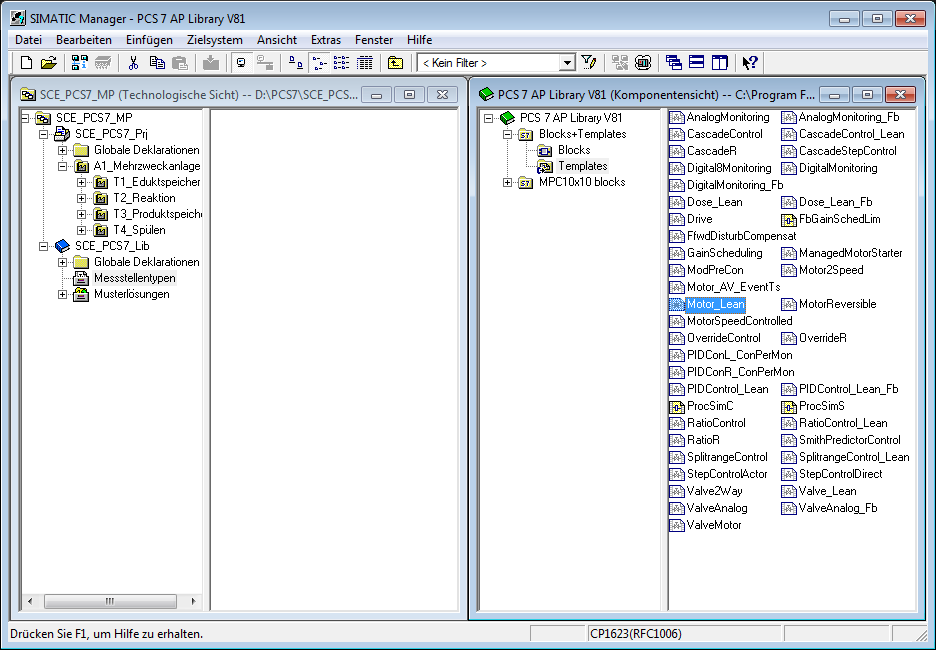 SIMATIC Manager - PCS 7 AP Library V81
Datei Bearbeiten Einfügen Zielsystem Ansicht Extras Fenster Hilfe
< Kein Filter >
SCE_PCS7_MP (Technologische Sicht) -- D:\PCS7\SCE_PCS...
SCE_PCS7_MP
SCE_PCS7_Prj
Globale Deklarationen
A1_Mehrzweckanlage
T1_Eduktspeicher
T2_Reaktion
T3_Produktspeiche
T4_Spülen
SCE_PCS7_Lib
Globale Deklarationen
Messstellentypen
Musterlösungen
PCS 7 AP Library V81 (Komponentensicht) -- C:\Program F...
PCS 7 AP Library V81
Blocks+Templates
Blocks
Templates
MPC10x10 blocks
AnalogMonitoring AnalogMonitoring_Fb
CascadeControl CascadeControl_Lean
CascadeR CascadeStepControl
Digital8Monitoring DigitalMonitoring
DigitalMonitoring_Fb
Dose_Lean Dose_Lean_Fb
Drive FbGainSchedLim
FfwdDisturbCompensat
GainScheduling ManagedMotorStarter
ModPreCon Motor2Speed
Motor_AV_EventTs
Motor_Lean MotorReversible
MotorSpeedControlled
OverrideControl OverrideR
PIDConL_ConPerMon
PIDConR_ConPerMon
PIDControl_Lean PIDControl_Lean_Fb
ProcSimC ProcSimS
RatioControl RatioControl_Lean
RatioR SmithPredictorControl
SplitrangeControl SplitrangeControl_Lean
StepControlActor StepControlDirect
Valve2Way Valve_Lean
ValveAnalog ValveAnalog_Fb
ValveMotor
Drücken Sie F1, um Hilfe zu erhalten. CP1623(RFC1006)